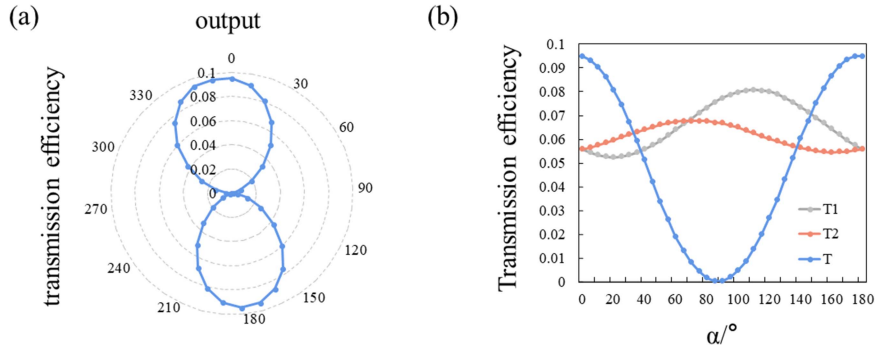 (a)
output
transmission efficiency
0
30
60
90
120
150
180
210
240
270
300
330
0.1
0.08
0.06
0.04
0.02
0
(b)
Transmission efficiency
0.1
0.09
0.08
0.07
0.06
0.05
0.04
0.03
0.02
0.01
0
0 20 40 60 80 100 120 140 160 180
α/°
T1
T2
T